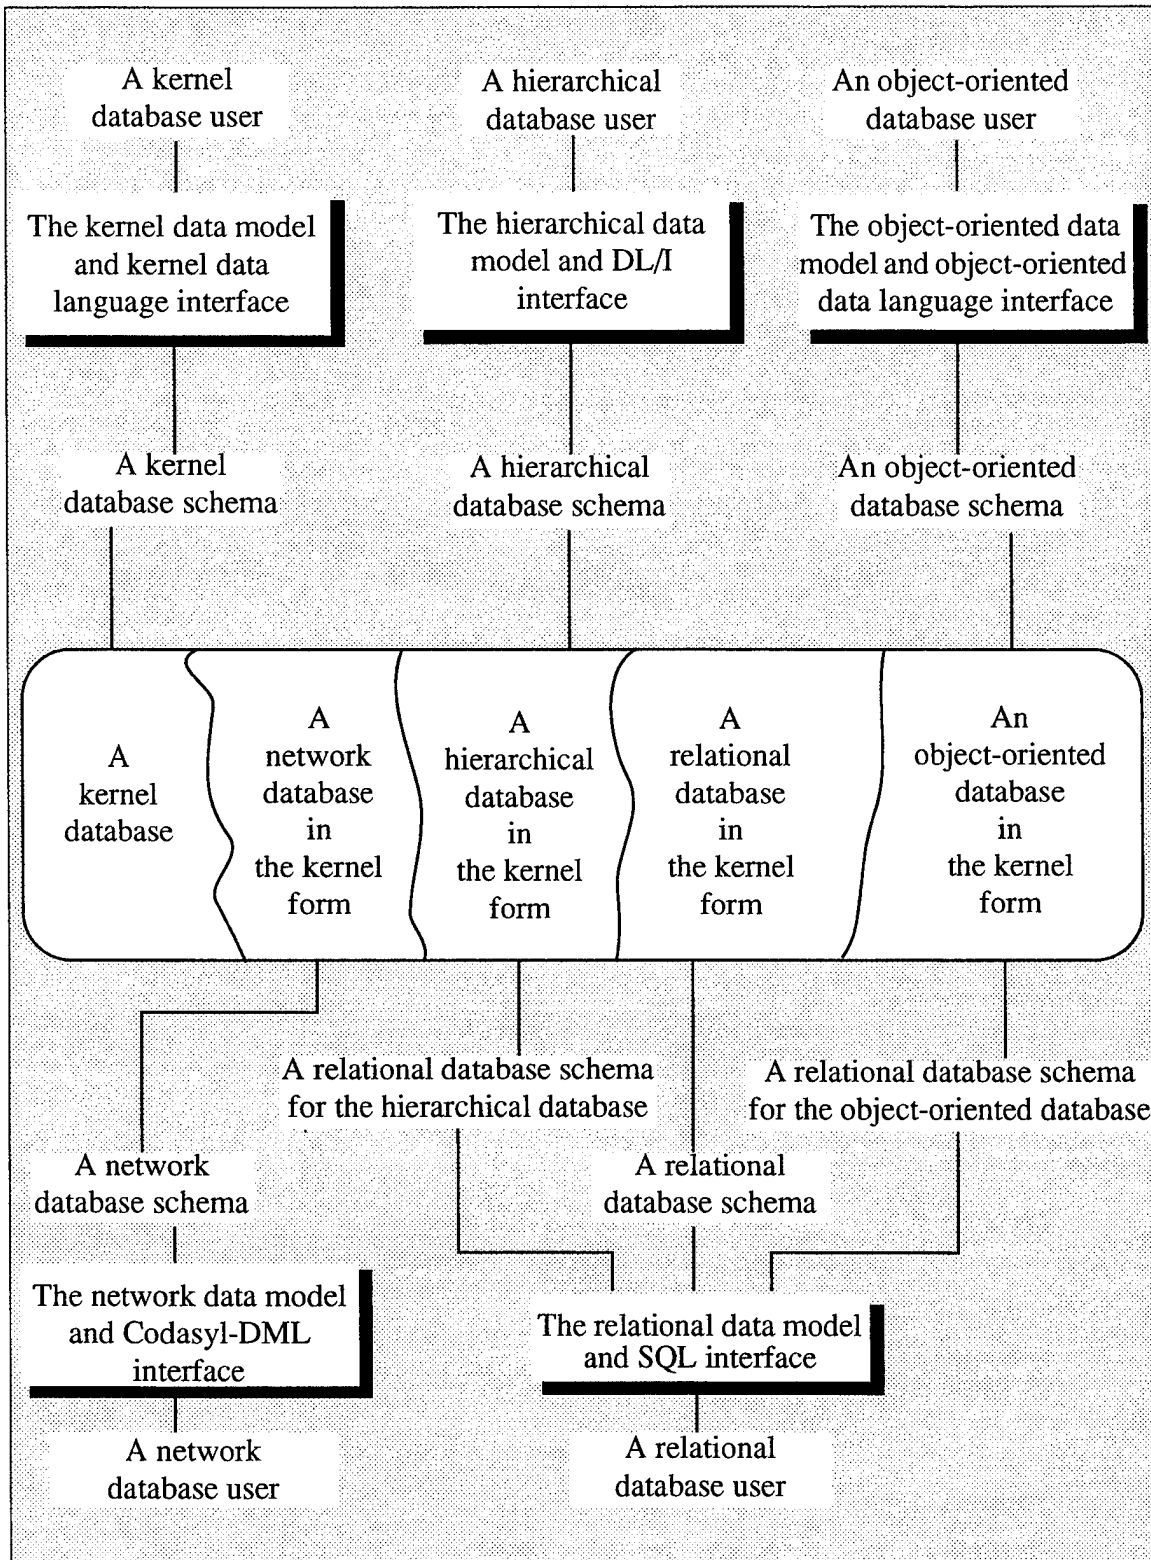 A kernel
database user
A hierarchical
database user
An object-oriented
database user
The kernel data model
and kernel data
language interface
The hierarchical data
model and DL/I
interface
The object-oriented data
model and object-oriented
data language interface
A kernel
database schema
A hierarchical
database schema
An object-oriented
database schema
A
kernel
database
A
network
database
in
the kernel
form
A
hierarchical
database
in
the kernel
form
A
relational
database
in
the kernel
form
An
object-oriented
database
in
the kernel
form
A relational database schema
for the hierarchical database
A relational database schema
for the object-oriented database
A network
database schema
A relational
database schema
The network data model
and Codasyl-DML
interface
The relational data model
and SQL interface
A network
database user
A relational
database user